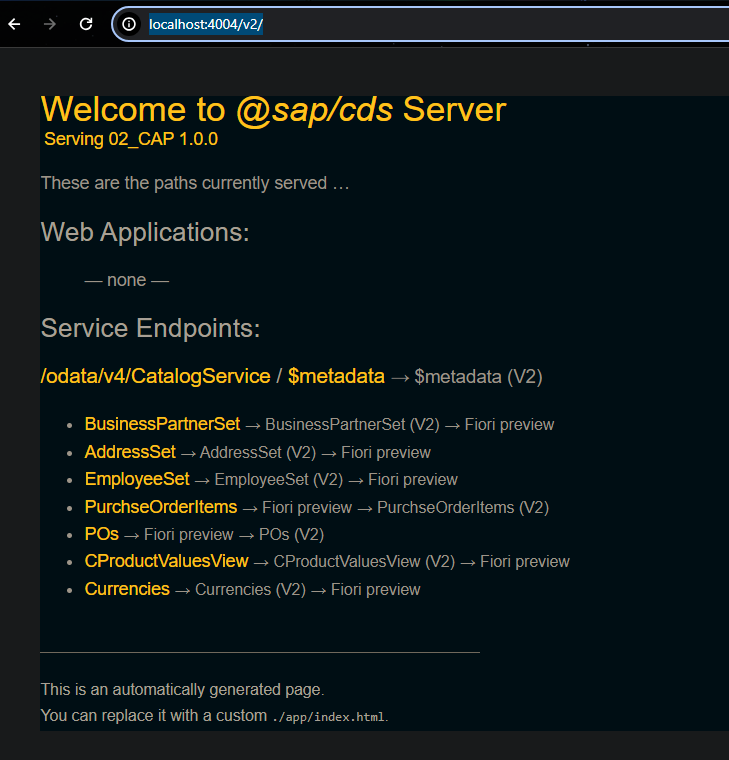 localhost:4004/v2/
Welcome to @sap/cds Server
Serving 02_CAP 1.0.0
These are the paths currently served …
Web Applications:
— none —
Service Endpoints:
/odata/v4/CatalogService / $metadata → $metadata (V2)
• BusinessPartnerSet → BusinessPartnerSet (V2) → Fiori preview
• AddressSet → AddressSet (V2) → Fiori preview
• EmployeeSet → EmployeeSet (V2) → Fiori preview
• PurchseOrderItems → Fiori preview → PurchseOrderItems (V2)
• POs → Fiori preview → POs (V2)
• CProductValuesView → CProductValuesView (V2) → Fiori preview
• Currencies → Currencies (V2) → Fiori preview
This is an automatically generated page.
You can replace it with a custom ./app/index.html.